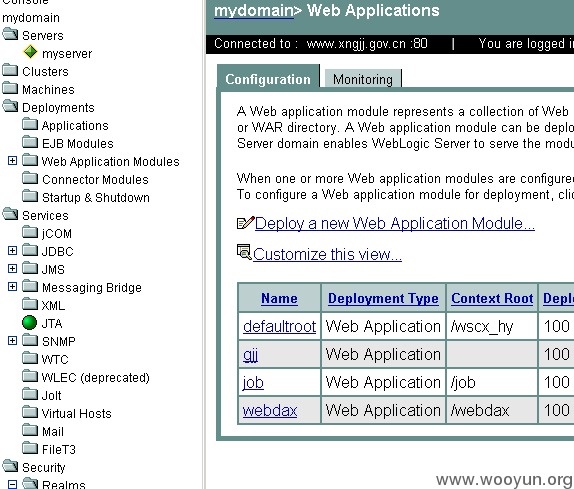 Console
mydomain
Servers
myserver
Clusters
Machines
Deployments
Applications
EJB Modules
Web Application Modules
Connector Modules
Startup & Shutdown
Services
jCOM
JDBC
JMS
Messaging Bridge
XML
JTA
SNMP
WTC
WLEC (deprecated)
Jolt
Virtual Hosts
Mail
FileT3
Security
Realms
mydomain> Web Applications
Connected to : www.xngjj.gov.cn :80 | You are logged i
Configuration Monitoring
A Web application module represents a collection of Web
or WAR directory. A Web application module can be deplo
Server domain enables WebLogic Server to serve the modu
When one or more Web application modules are configured
To configure a Web application module for deployment, clic
Deploy a new Web Application Module...
Customize this view...
Name Deployment Type Context Root Deplo
defaultroot Web Application /wscx_hy 100
gjj Web Application 100
job Web Application /job 100
webdax Web Application /webdax 100
www.wooyun.org